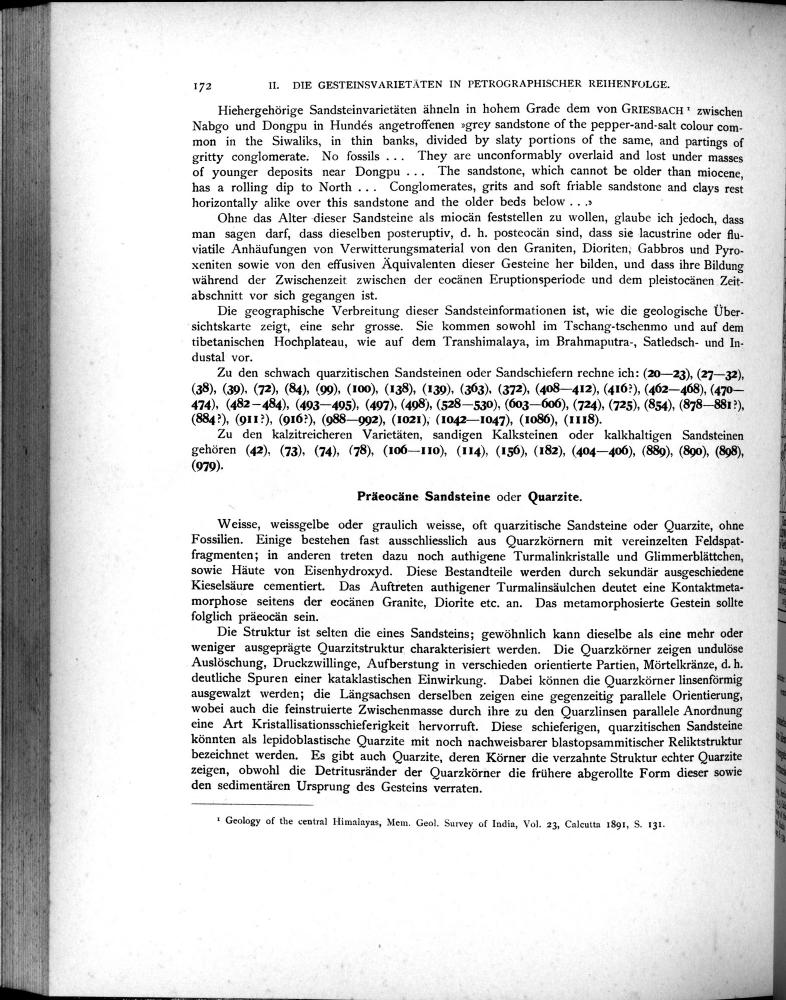 172 II. DIE GESTEINSVARIETÄTEN IN PETROGRAPHISCHER REIHENFOLGE.
Hiehergehörige Sandsteinvarietäten ähneln in hohem Grade dem von GRIESBACH ¹ zwischen
Nabgo und Dongpu in Hundés angetroffenen »grey sandstone of the pepper-and-salt colour com-
mon in the Siwaliks, in thin banks, divided by slaty portions of the same, and partings of
gritty conglomerate. No fossils ... They are unconformably overlaid and lost under masses
of younger deposits near Dongpu ... The sandstone, which cannot be older than miocene,
has a rolling dip to North ... Conglomerates, grits and soft friable sandstone and clays rest
horizontally alike over this sandstone and the older beds below ...»
Ohne das Alter dieser Sandsteine als miocän feststellen zu wollen, glaube ich jedoch, dass
man sagen darf, dass dieselben posteruptiv, d. h. posteocän sind, dass sie lacustrine oder flu-
viatile Anhäufungen von Verwitterungsmaterial von den Graniten, Dioriten, Gabbros und Pyro-
xeniten sowie von den effusiven Äquivalenten dieser Gesteine her bilden, und dass ihre Bildung
während der Zwischenzeit zwischen der eocänen Eruptionsperiode und dem pleistocänen Zeit-
abschnitt vor sich gegangen ist.
Die geographische Verbreitung dieser Sandsteinformationen ist, wie die geologische Über-
sichtskarte zeigt, eine sehr grosse. Sie kommen sowohl im Tschang-tschenmo und auf dem
tibetanischen Hochplateau, wie auf dem Transhimalaya, im Brahmaputra-, Satledsch- und In-
dustal vor.
Zu den schwach quarzitischen Sandsteinen oder Sandschiefern rechne ich: (20—23), (27—32),
(38), (39), (72), (84), (99), (100), (138), (139), (363), (372), (408—412), (416?), (462—468), (470—
474), (482—484), (493—495), (497), (498), (528—530), (603—606), (724), (725), (854), (878—881?),
(884?), (911?), (916?), (988—992), (1021), (1042—1047), (1086), (1118).
Zu den kalzitreicheren Varietäten, sandigen Kalksteinen oder kalkhaltigen Sandsteinen
gehören (42), (73), (74), (78), (106—110), (114), (156), (182), (404—406), (889), (890), (898),
(979).
Präeocäne Sandsteine oder Quarzite.
Weisse, weissgelbe oder graulich weisse, oft quarzitische Sandsteine oder Quarzite, ohne
Fossilien. Einige bestehen fast ausschliesslich aus Quarzkörnern mit vereinzelten Feldspat-
fragmenten; in anderen treten dazu noch authigene Turmalinkristalle und Glimmerblättchen,
sowie Häute von Eisenhydroxyd. Diese Bestandteile werden durch sekundär ausgeschiedene
Kieselsäure cementiert. Das Auftreten authigener Turmalinsäulchen deutet eine Kontaktmeta-
morphose seitens der eocänen Granite, Diorite etc. an. Das metamorphosierte Gestein sollte
folglich präeocän sein.
Die Struktur ist selten die eines Sandsteins; gewöhnlich kann dieselbe als eine mehr oder
weniger ausgeprägte Quarzitstruktur charakterisiert werden. Die Quarzkörner zeigen undulöse
Auslöschung, Druckzwillinge, Aufberstung in verschieden orientierte Partien, Mörtelkränze, d. h.
deutliche Spuren einer kataklastischen Einwirkung. Dabei können die Quarzkörner linsenförmig
ausgewalzt werden; die Längsachsen derselben zeigen eine gegenseitig parallele Orientierung,
wobei auch die feinstruierte Zwischenmasse durch ihre zu den Quarzlinsen parallele Anordnung
eine Art Kristallisationsschieferigkeit hervorruft. Diese schieferigen, quarzitischen Sandsteine
könnten als lepidoblastische Quarzite mit noch nachweisbarer blastopsammitischer Reliktstruktur
bezeichnet werden. Es gibt auch Quarzite, deren Körner die verzahnte Struktur echter Quarzite
zeigen, obwohl die Detritusränder der Quarzkörner die frühere abgerollte Form dieser sowie
den sedimentären Ursprung des Gesteins verraten.
¹ Geology of the central Himalayas, Mem. Geol. Survey of India, Vol. 23, Calcutta 1891, S. 131.